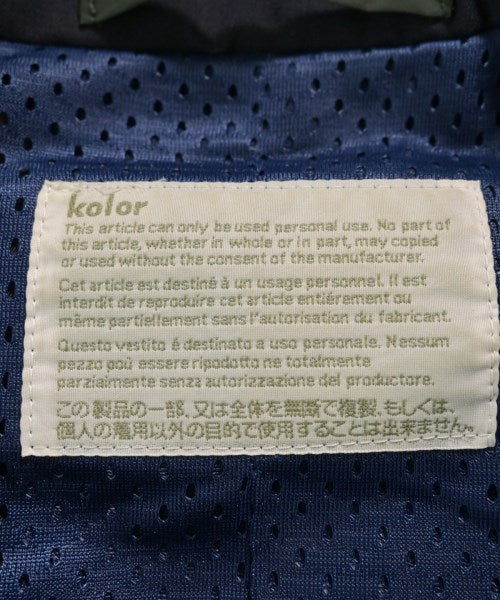 kolor
This article can only be used personal use. No part of
this article, whether in whole or in part, may copied
or used without the consent of the manufacturer.
Cet article est destiné à un usage personnel. Il est
interdit de reproduire cet article entiérement ou
même partiellement sans l'autorisation du fabricant.
Questo vestito é destinato a uso personale. Nessum
pezzo poú essere ripodotto ne totalmente
parzialmente senza autorizzazione del productore.
この製品の一部、又は全体を無断で複製、もしくは、
個人の着用以外の目的で使用することは出来ません。